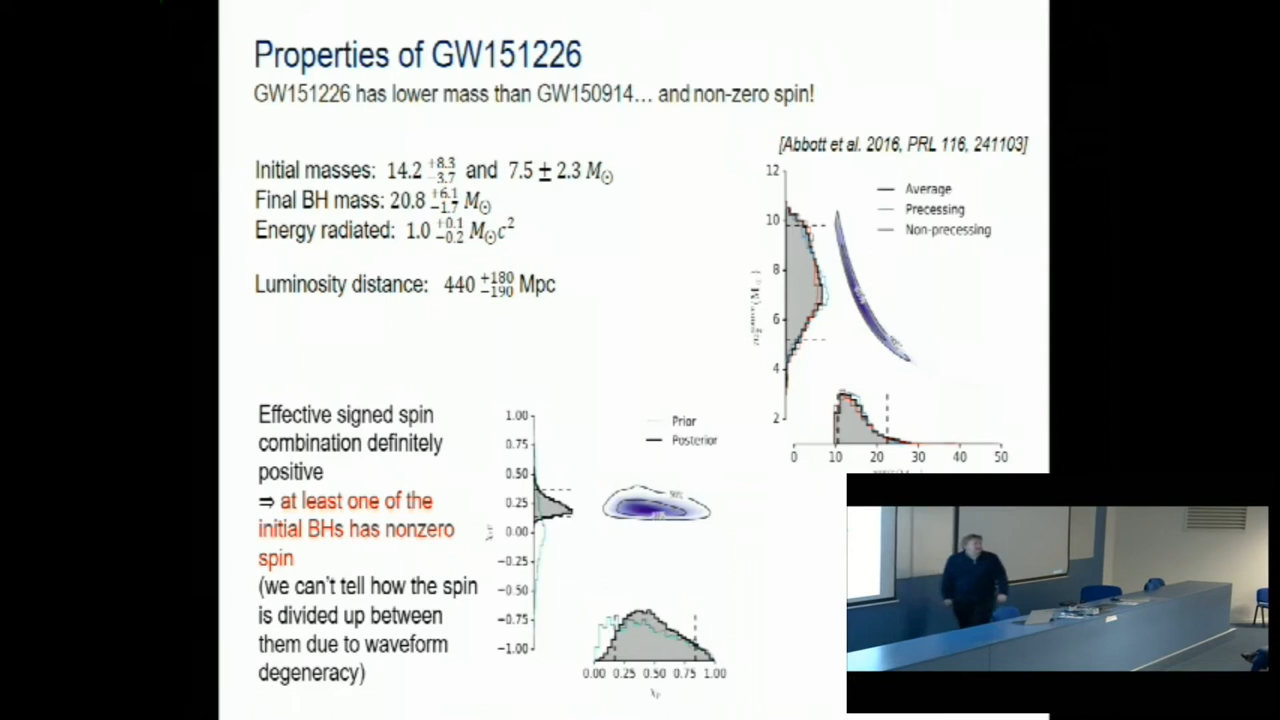 Properties of GW151226
GW151226 has lower mass than GW150914… and non-zero spin!
[Abbott et al. 2016, PRL 116, 241103]
Initial masses: 14.2 +8.3 −3.7 and 7.5 ± 2.3 M⊙
Final BH mass: 20.8 +6.1 −1.7 M⊙
Energy radiated: 1.0 +0.1 −0.2 M⊙c²
Luminosity distance: 440 +180 −190 Mpc
12
10
8
6
4
2
Average
Precessing
Non-precessing
0 10 20 30 40 50
Effective signed spin
combination definitely
positive
⇒ at least one of the
initial BHs has nonzero
spin
(we can't tell how the spin
is divided up between
them due to waveform
degeneracy)
1.00
0.75
0.50
0.25
0.00
−0.25
−0.50
−0.75
−1.00
Prior
Posterior
0.00 0.25 0.50 0.75 1.00